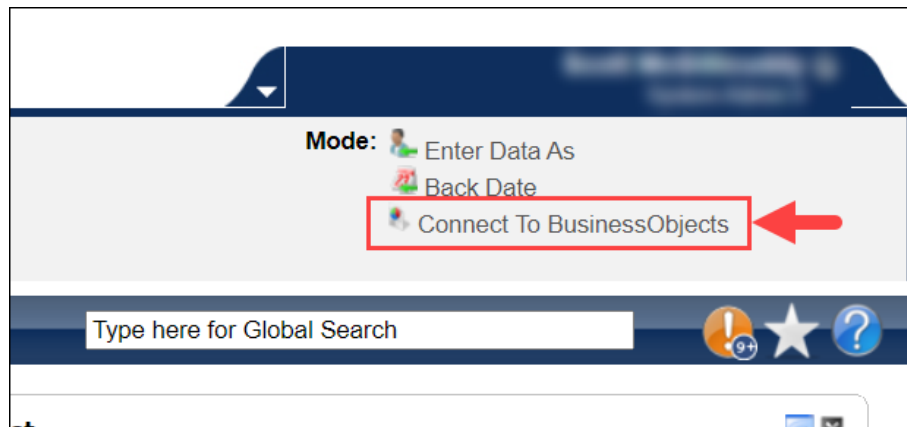 Mode: Enter Data As
Back Date
Connect To BusinessObjects
Type here for Global Search
9+